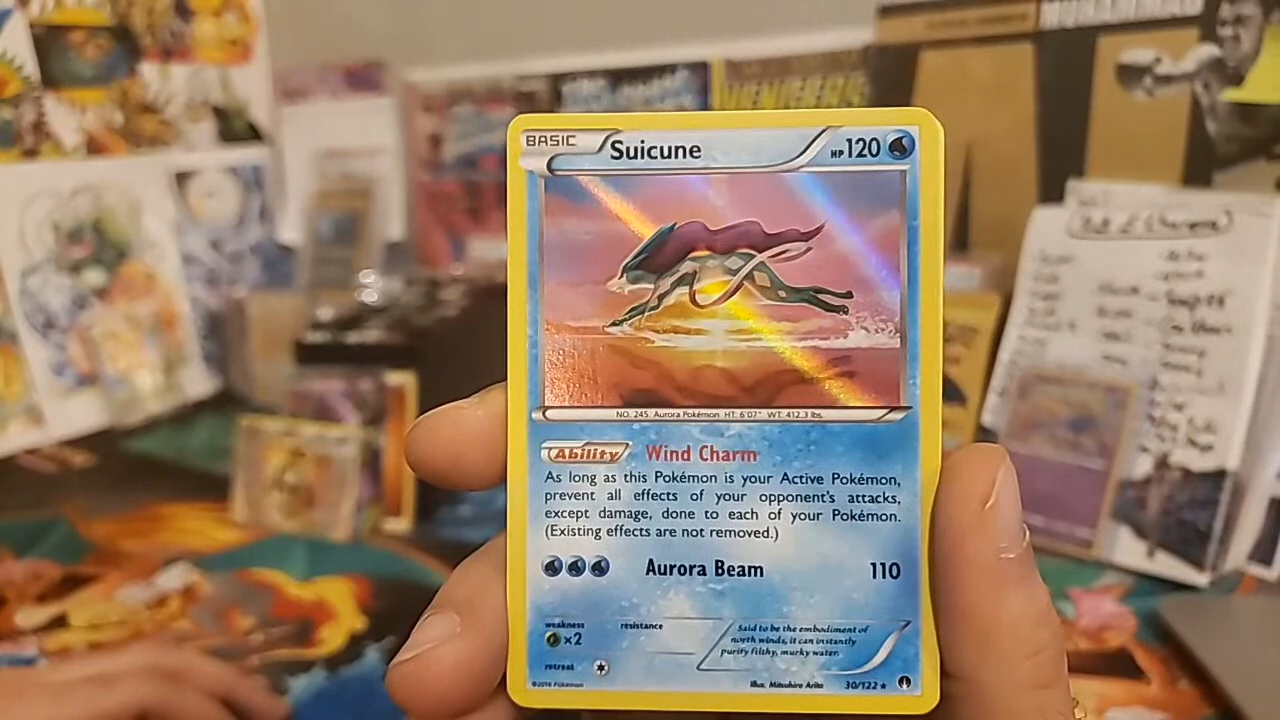 MUHAMMAD
BASIC
Suicune
HP 120
NO. 245 Aurora Pokémon HT: 6'07" WT: 412.3 lbs.
Ability Wind Charm
As long as this Pokémon is your Active Pokémon,
prevent all effects of your opponent's attacks,
except damage, done to each of your Pokémon.
(Existing effects are not removed.)
Aurora Beam 110
weakness resistance
×2
retreat
Said to be the embodiment of
north winds, it can instantly
purify filthy, murky water.
©2016 Pokémon
Illus. Mitsuhiro Arita
30/122 ★